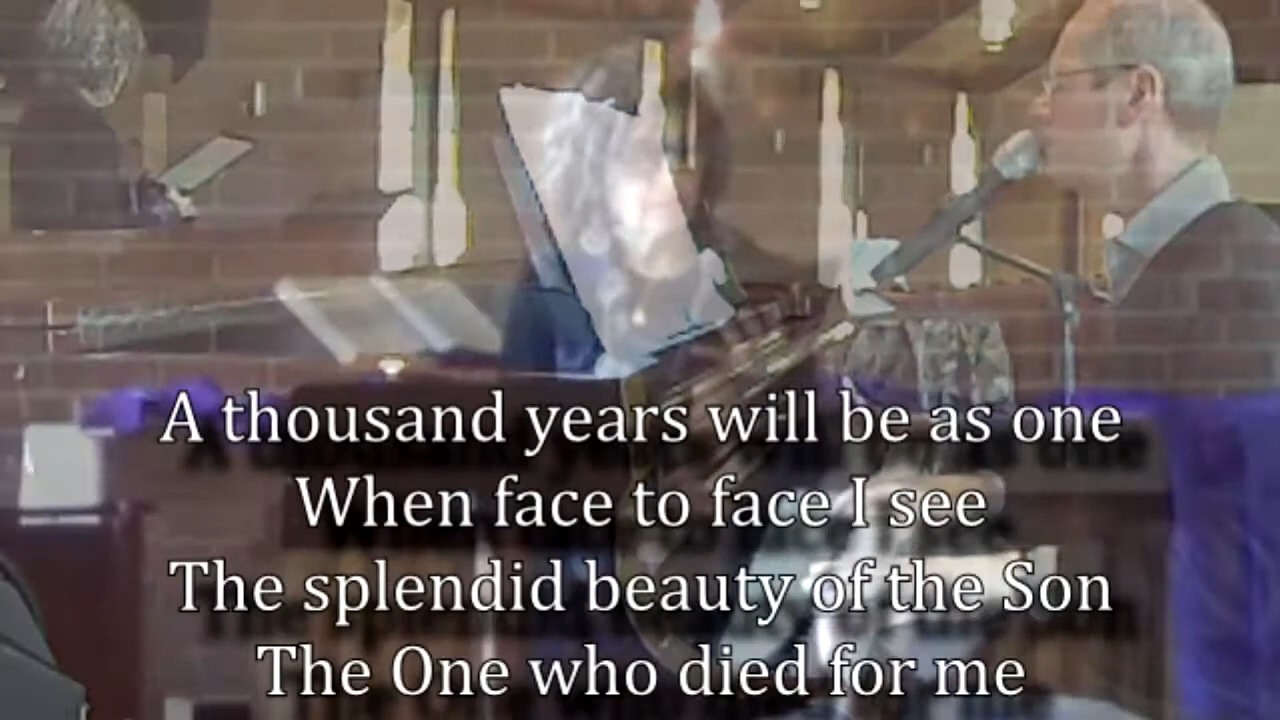 A thousand years will be as one
When face to face I see
The splendid beauty of the Son
The One who died for me